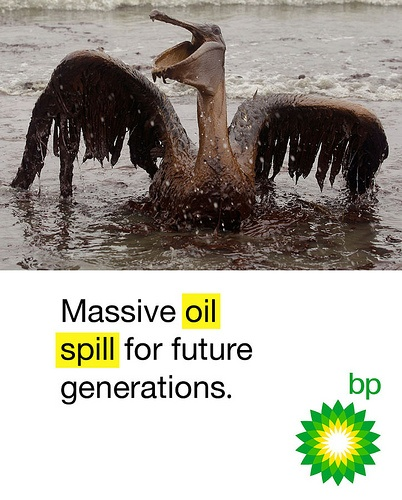 Massive oil
spill for future
generations.
bp